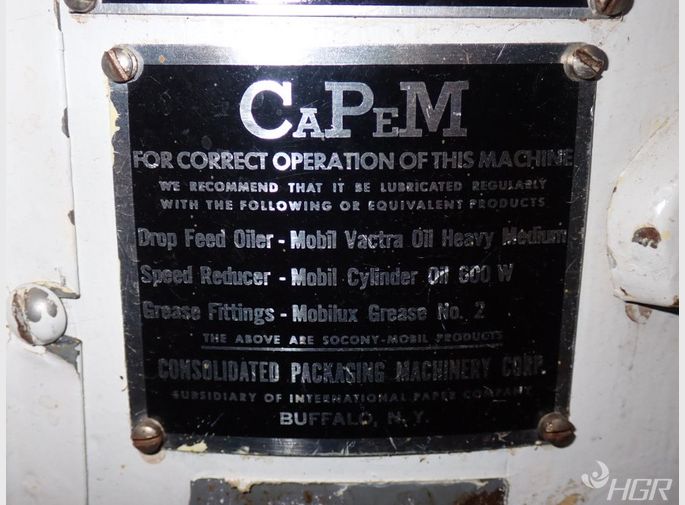 CAPEM
FOR CORRECT OPERATION OF THIS MACHINE
WE RECOMMEND THAT IT BE LUBRICATED REGULARLY
WITH THE FOLLOWING OR EQUIVALENT PRODUCTS
Drop Feed Oiler - Mobil Vactra Oil Heavy Medium
Speed Reducer - Mobil Cylinder Oil 600 W
Grease Fittings - Mobilux Grease No. 2
THE ABOVE ARE SOCONY-MOBIL PRODUCTS
CONSOLIDATED PACKAGING MACHINERY CORP.
SUBSIDIARY OF INTERNATIONAL PAPER COMPANY
BUFFALO, N. Y.
HGR